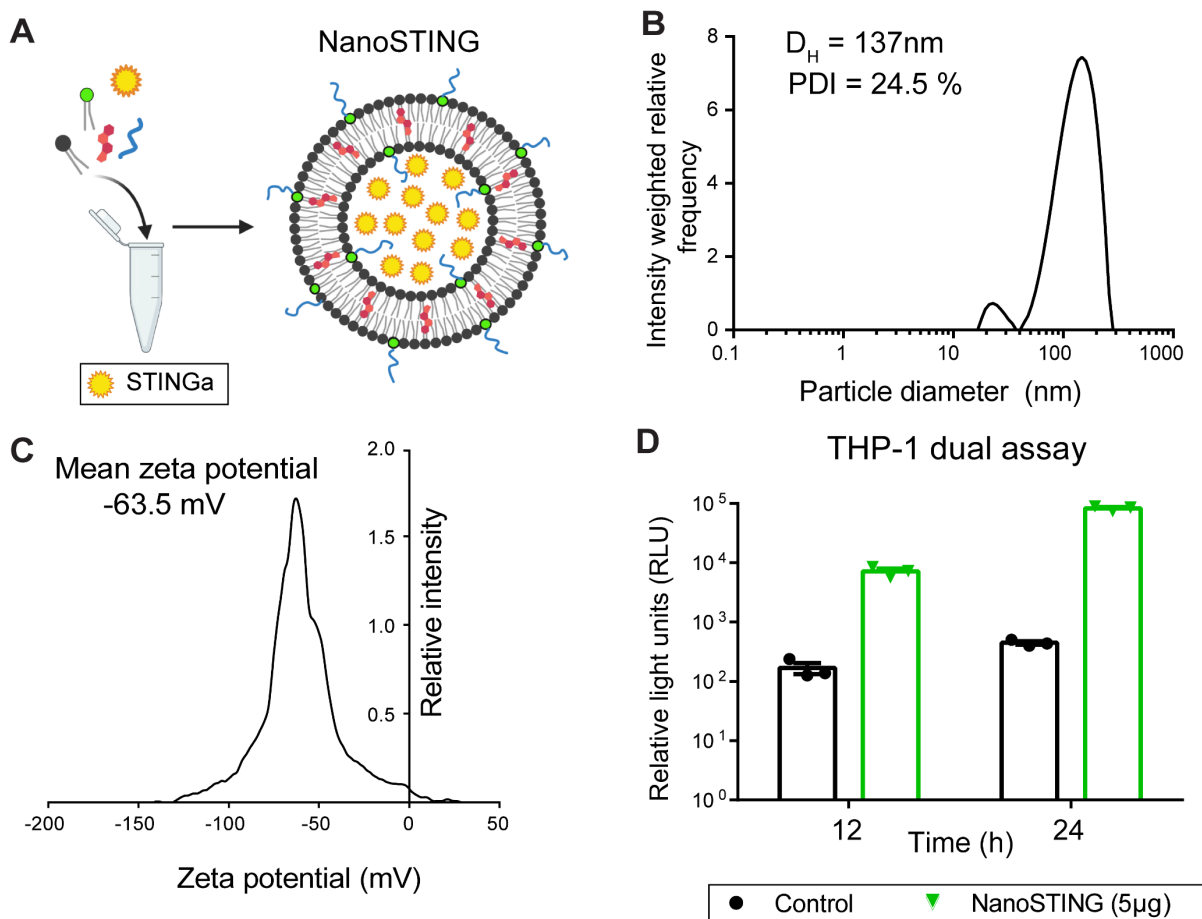 A
NanoSTING
STINGa
B
D_H = 137nm
PDI = 24.5 %
Intensity weighted relative
frequency
8
6
4
2
0
0.1
1
10
100
1000
Particle diameter (nm)
C
Mean zeta potential
-63.5 mV
2.0
1.5
1.0
0.5
Relative intensity
-200
-150
-100
-50
0
50
Zeta potential (mV)
D
THP-1 dual assay
Relative light units (RLU)
10^5
10^4
10^3
10^2
10^1
10^0
12
24
Time (h)
Control
NanoSTING (5µg)